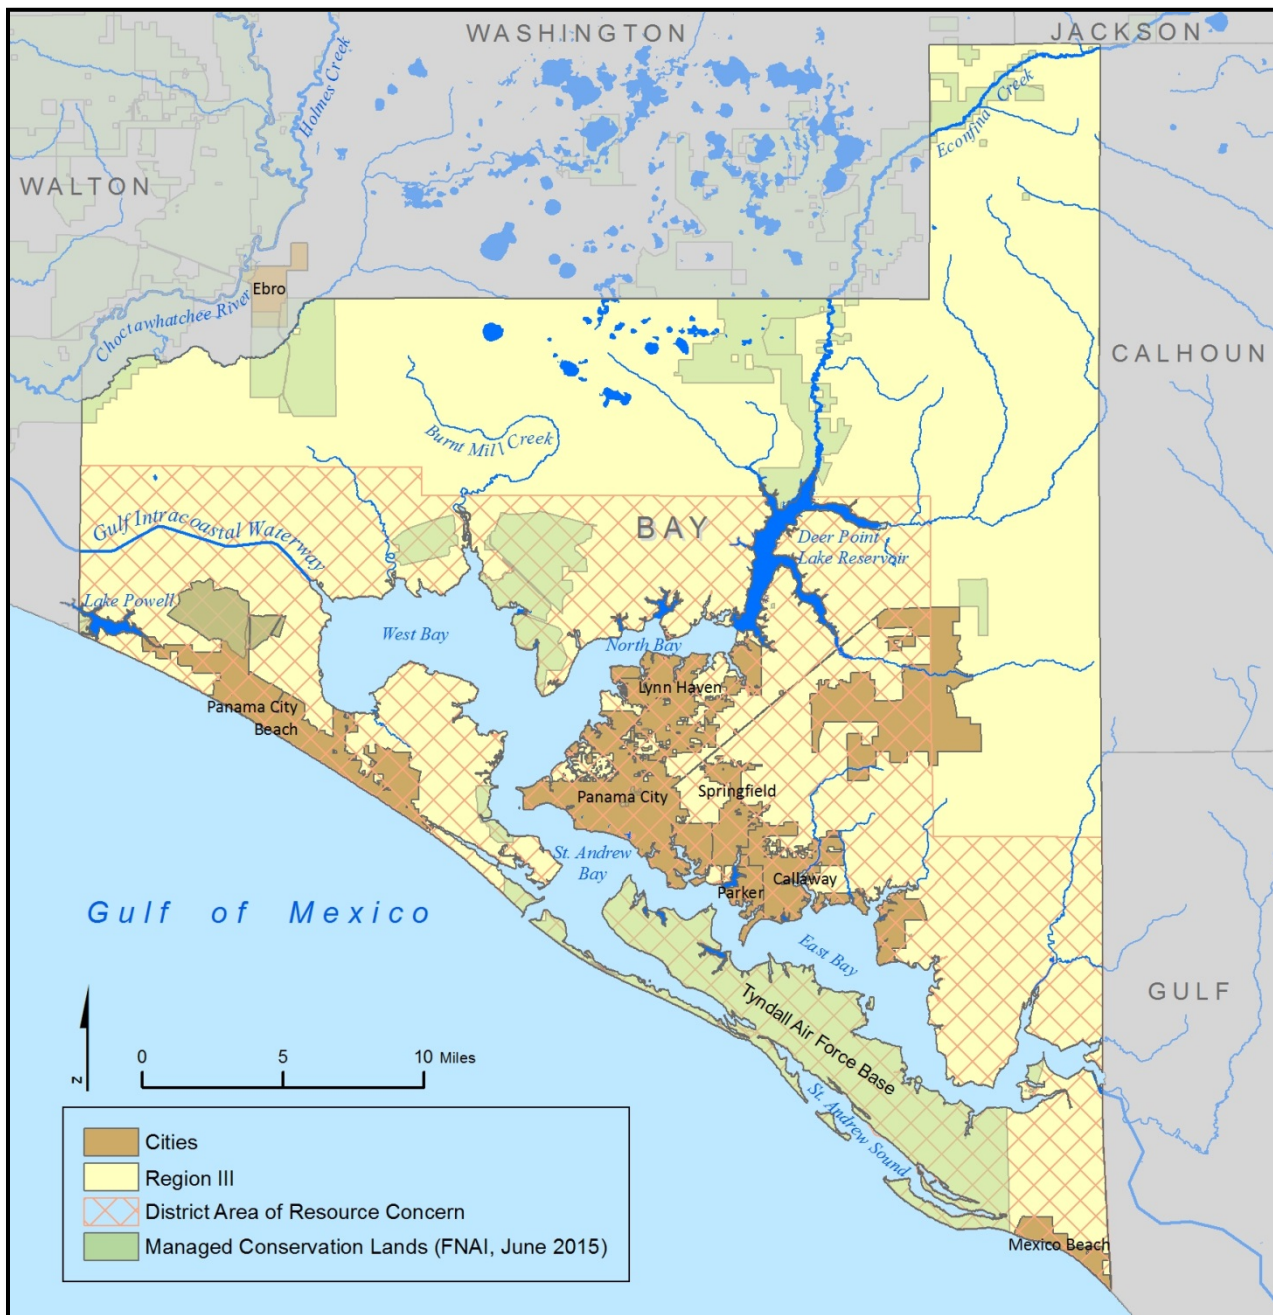 WASHINGTON
JACKSON
Holmes Creek
Econfina Creek
WALTON
Ebro
Choctawhatchee River
CALHOUN
Burnt Mill Creek
BAY
Gulf Intracoastal Waterway
Deer Point
Lake Reservoir
Lake Powell
West Bay
North Bay
Lynn Haven
Panama City
Beach
Panama City
Springfield
St. Andrew
Bay
Parker
Callaway
Gulf of Mexico
East Bay
GULF
Tyndall Air Force Base
St. Andrew Sound
Mexico Beach
Z
0 5 10 Miles
Cities
Region III
District Area of Resource Concern
Managed Conservation Lands (FNAI, June 2015)